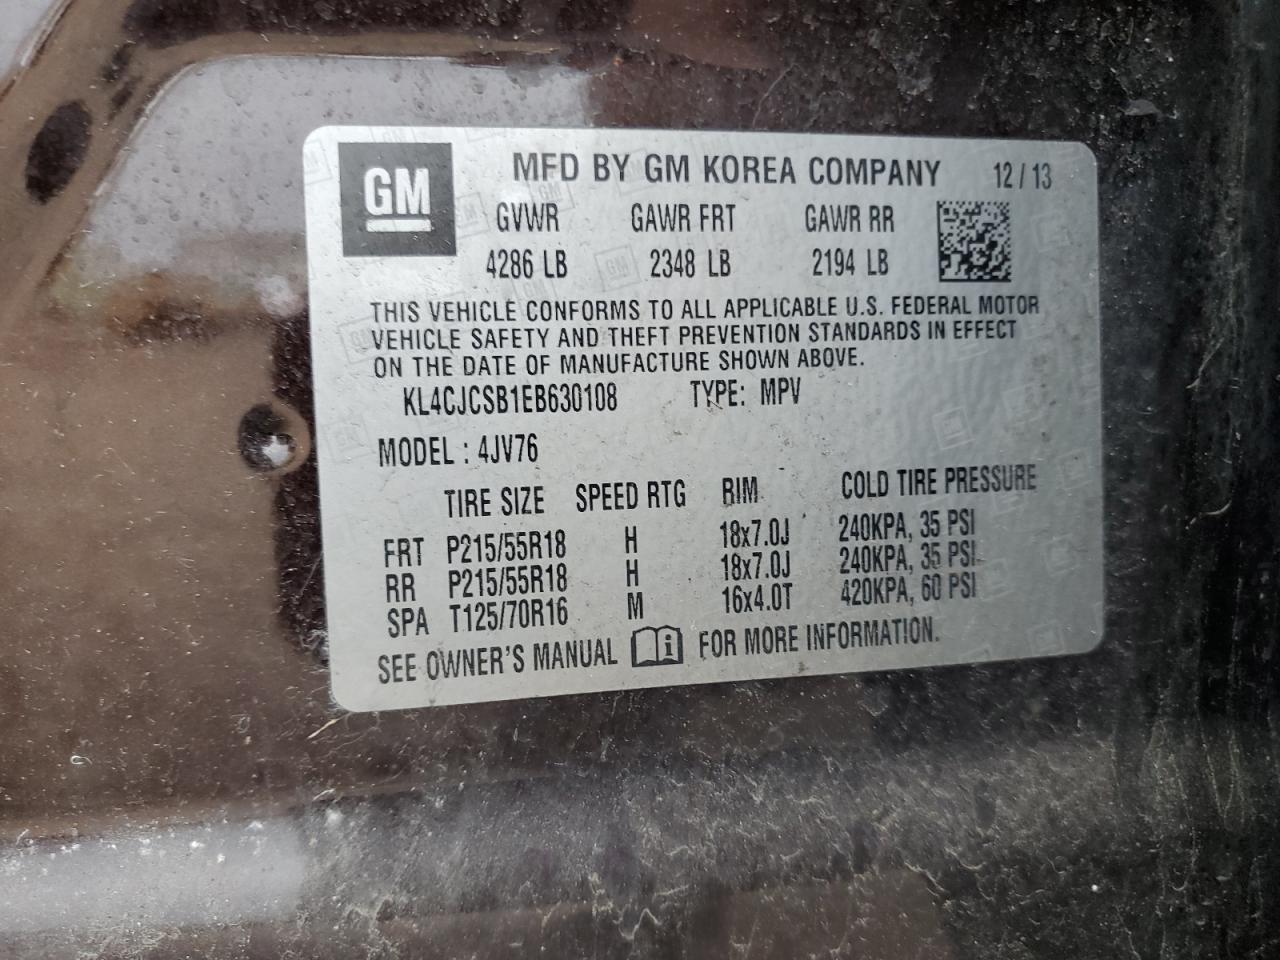 GM
MFD BY GM KOREA COMPANY 12/13
GVWR GAWR FRT GAWR RR
4286 LB 2348 LB 2194 LB
THIS VEHICLE CONFORMS TO ALL APPLICABLE U.S. FEDERAL MOTOR
VEHICLE SAFETY AND THEFT PREVENTION STANDARDS IN EFFECT
ON THE DATE OF MANUFACTURE SHOWN ABOVE.
KL4CJCSB1EB630108 TYPE: MPV
MODEL : 4JV76
TIRE SIZE SPEED RTG RIM COLD TIRE PRESSURE
FRT P215/55R18 H 18x7.0J 240KPA, 35 PSI
RR P215/55R18 H 18x7.0J 240KPA, 35 PSI
SPA T125/70R16 M 16x4.0T 420KPA, 60 PSI
SEE OWNER'S MANUAL i FOR MORE INFORMATION.